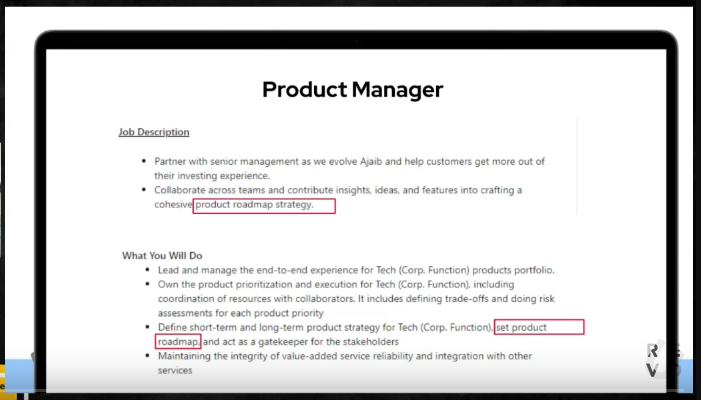 Product Manager
Job Description
• Partner with senior management as we evolve Ajaib and help customers get more out of
their investing experience.
• Collaborate across teams and contribute insights, ideas, and features into crafting a
cohesive product roadmap strategy.
What You Will Do
• Lead and manage the end-to-end experience for Tech (Corp. Function) products portfolio.
• Own the product prioritization and execution for Tech (Corp. Function), including
coordination of resources with collaborators. It includes defining trade-offs and doing risk
assessments for each product priority
• Define short-term and long-term product strategy for Tech (Corp. Function), set product
roadmap, and act as a gatekeeper for the stakeholders
• Maintaining the integrity of value-added service reliability and integration with other
services